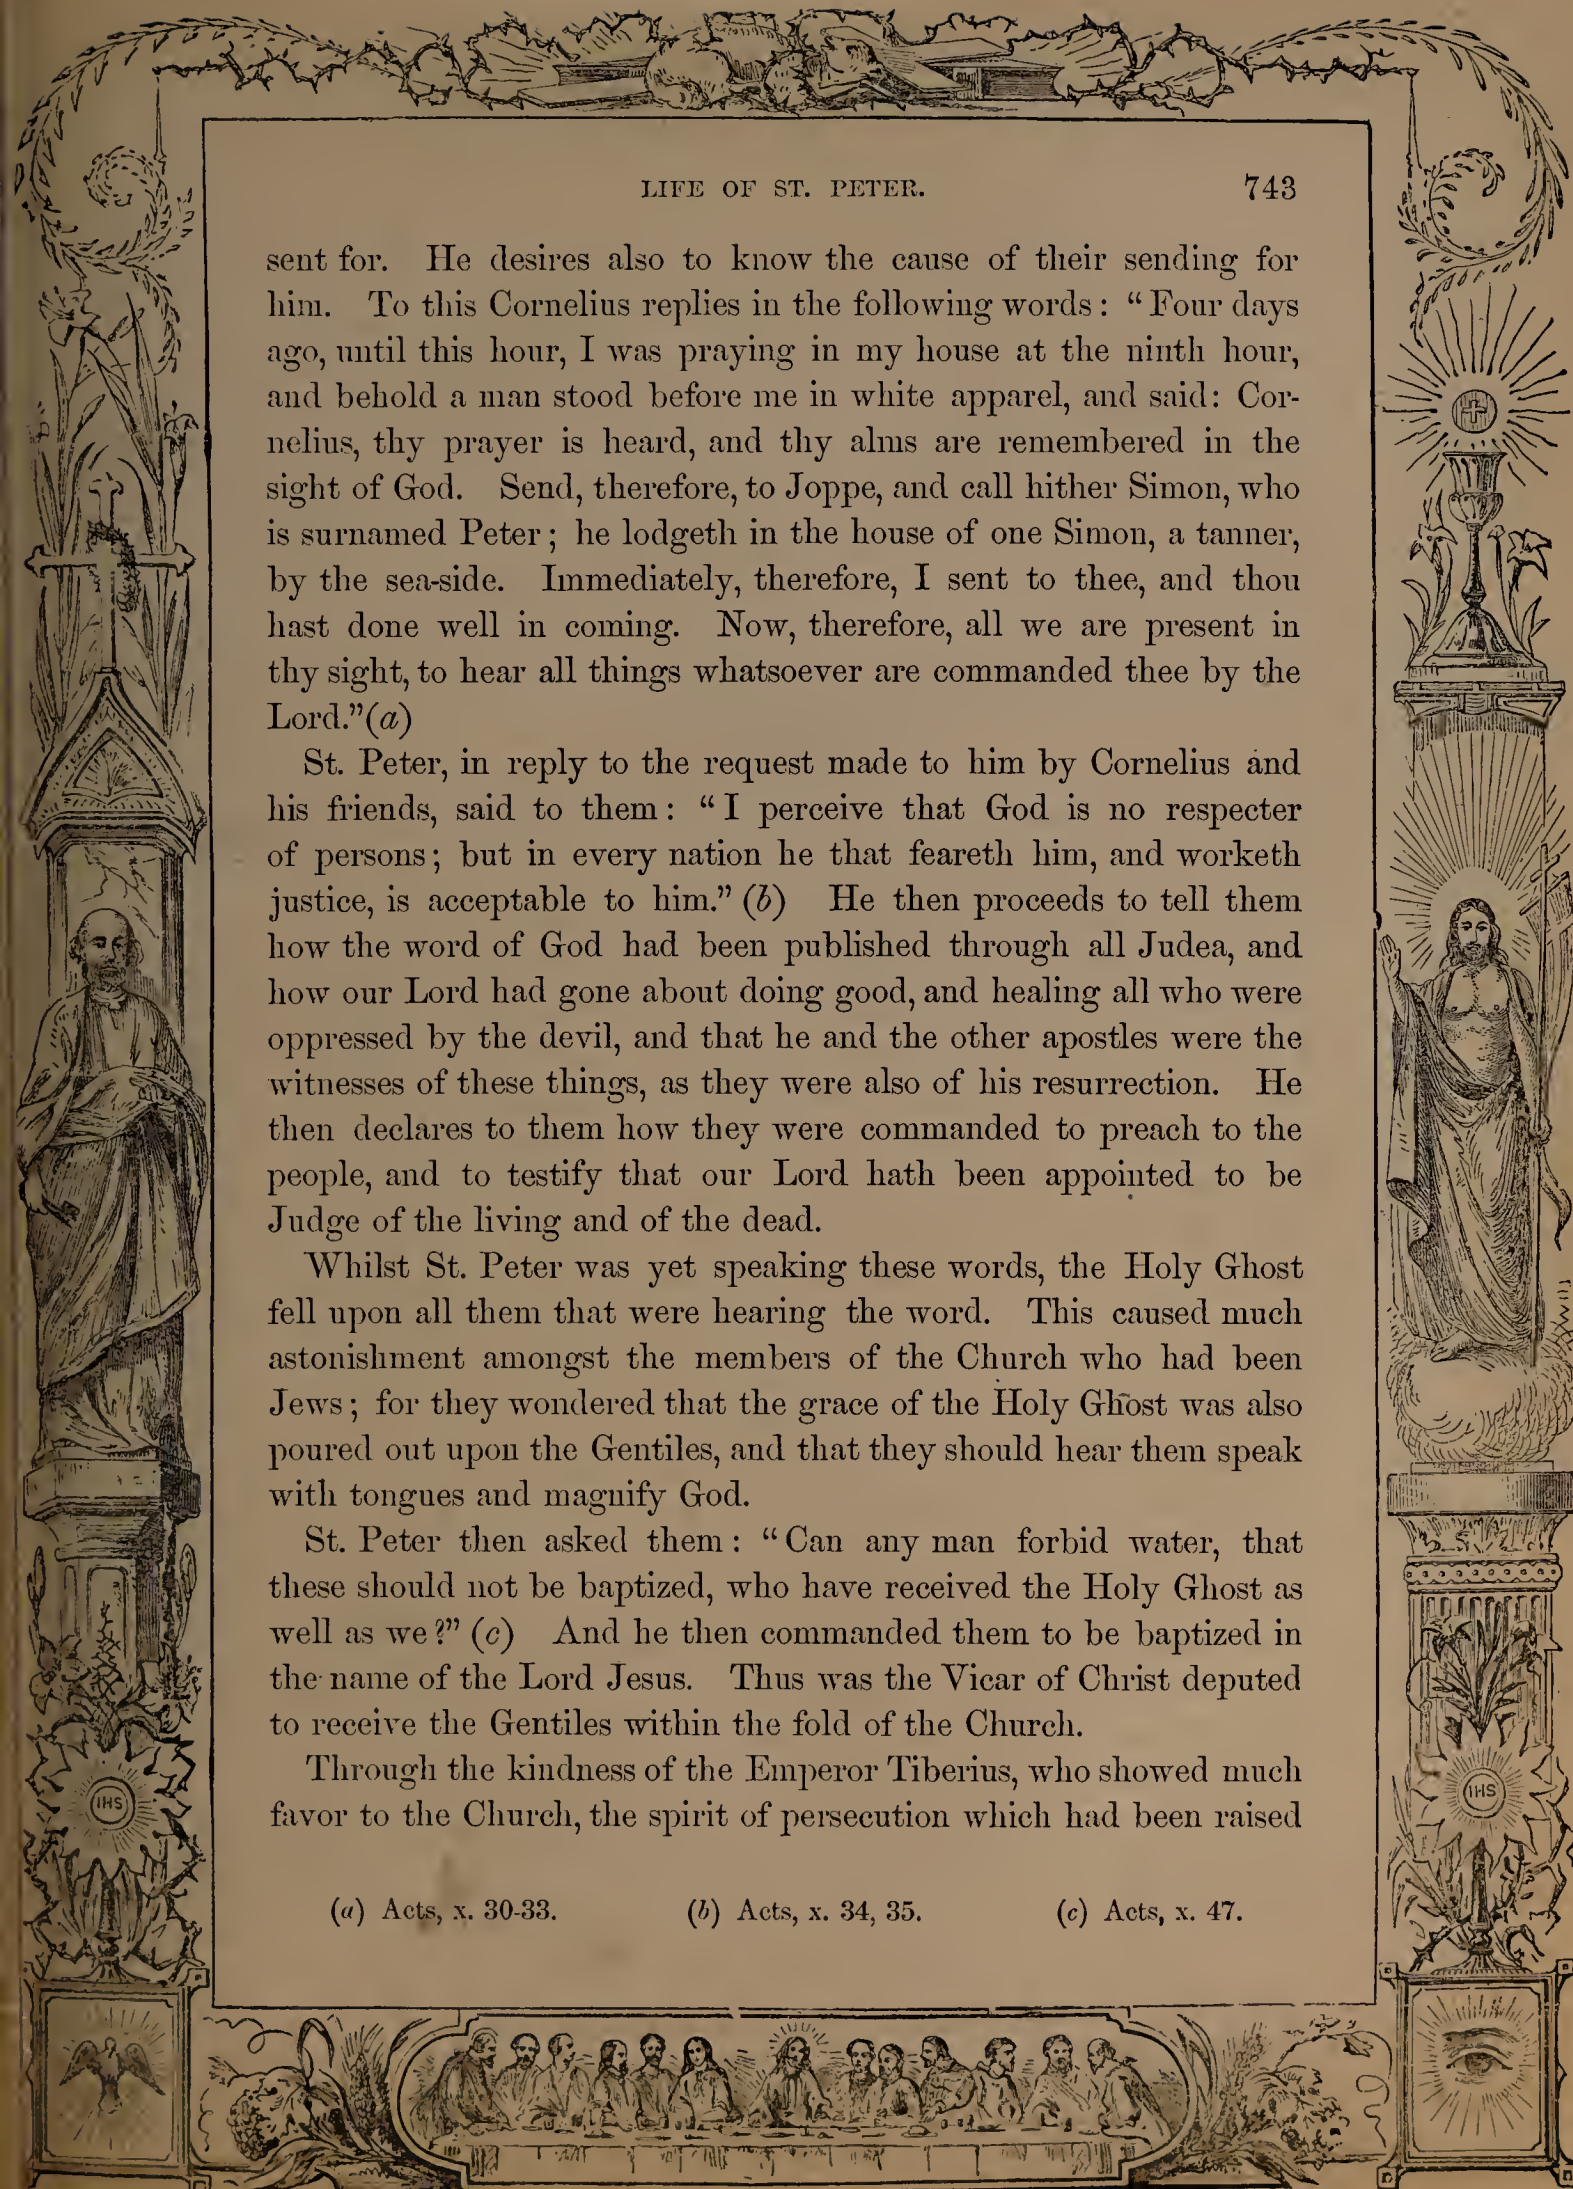 LIFE OF ST. PETER. 743
sent for. He desires also to know the cause of their sending for
him. To this Cornelius replies in the following words: “Four days
ago, until this hour, I was praying in my house at the ninth hour,
and behold a man stood before me in white apparel, and said: Cor-
nelius, thy prayer is heard, and thy alms are remembered in the
sight of God. Send, therefore, to Joppe, and call hither Simon, who
is surnamed Peter; he lodgeth in the house of one Simon, a tanner,
by the sea-side. Immediately, therefore, I sent to thee, and thou
hast done well in coming. Now, therefore, all we are present in
thy sight, to hear all things whatsoever are commanded thee by the
Lord.”(a)
St. Peter, in reply to the request made to him by Cornelius and
his friends, said to them: “I perceive that God is no respecter
of persons; but in every nation he that feareth him, and worketh
justice, is acceptable to him.” (b) He then proceeds to tell them
how the word of God had been published through all Judea, and
how our Lord had gone about doing good, and healing all who were
oppressed by the devil, and that he and the other apostles were the
witnesses of these things, as they were also of his resurrection. He
then declares to them how they were commanded to preach to the
people, and to testify that our Lord hath been appointed to be
Judge of the living and of the dead.
Whilst St. Peter was yet speaking these words, the Holy Ghost
fell upon all them that were hearing the word. This caused much
astonishment amongst the members of the Church who had been
Jews; for they wondered that the grace of the Holy Ghost was also
poured out upon the Gentiles, and that they should hear them speak
with tongues and magnify God.
St. Peter then asked them: “Can any man forbid water, that
these should not be baptized, who have received the Holy Ghost as
well as we?” (c) And he then commanded them to be baptized in
the name of the Lord Jesus. Thus was the Vicar of Christ deputed
to receive the Gentiles within the fold of the Church.
Through the kindness of the Emperor Tiberius, who showed much
favor to the Church, the spirit of persecution which had been raised
(a) Acts, x. 30-33. (b) Acts, x. 34, 35. (c) Acts, x. 47.
IHS
IHS